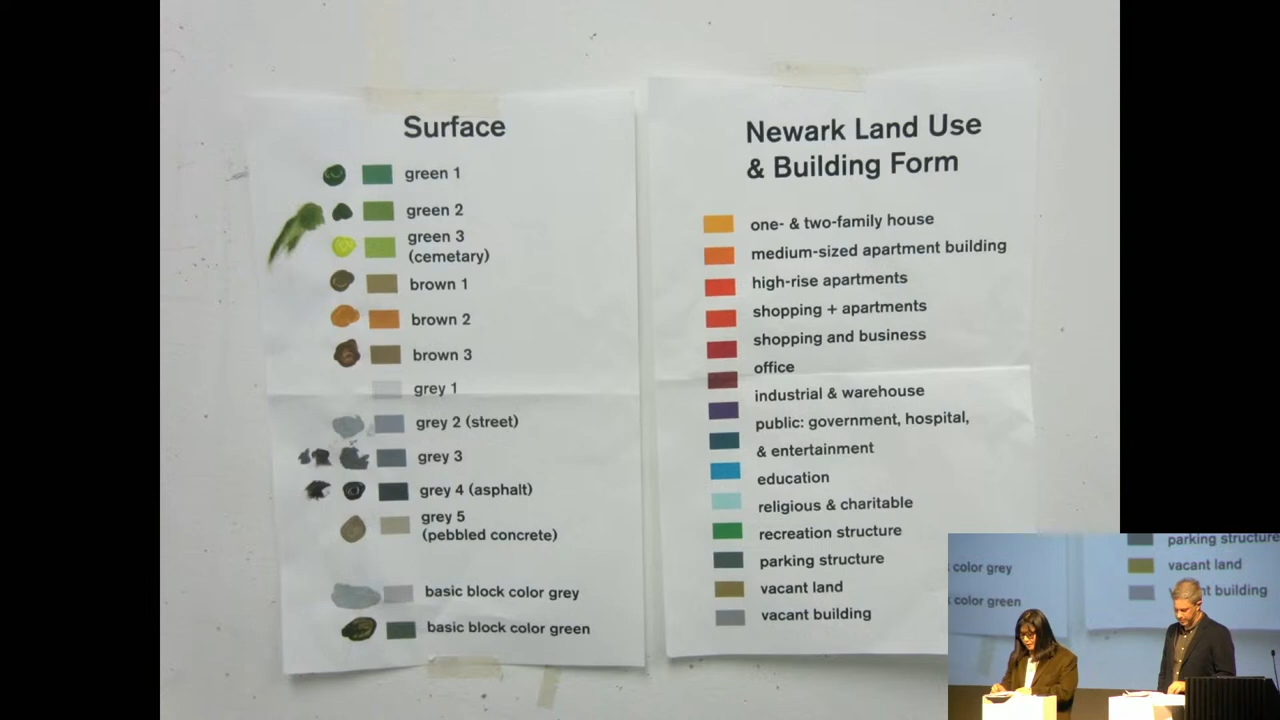 Surface
green 1
green 2
green 3
(cemetary)
brown 1
brown 2
brown 3
grey 1
grey 2 (street)
grey 3
grey 4 (asphalt)
grey 5
(pebbled concrete)
basic block color grey
basic block color green
Newark Land Use
& Building Form
one- & two-family house
medium-sized apartment building
high-rise apartments
shopping + apartments
shopping and business
office
industrial & warehouse
public: government, hospital,
& entertainment
education
religious & charitable
recreation structure
parking structure
vacant land
vacant building
color grey
color green
parking structure
vacant land
nt building